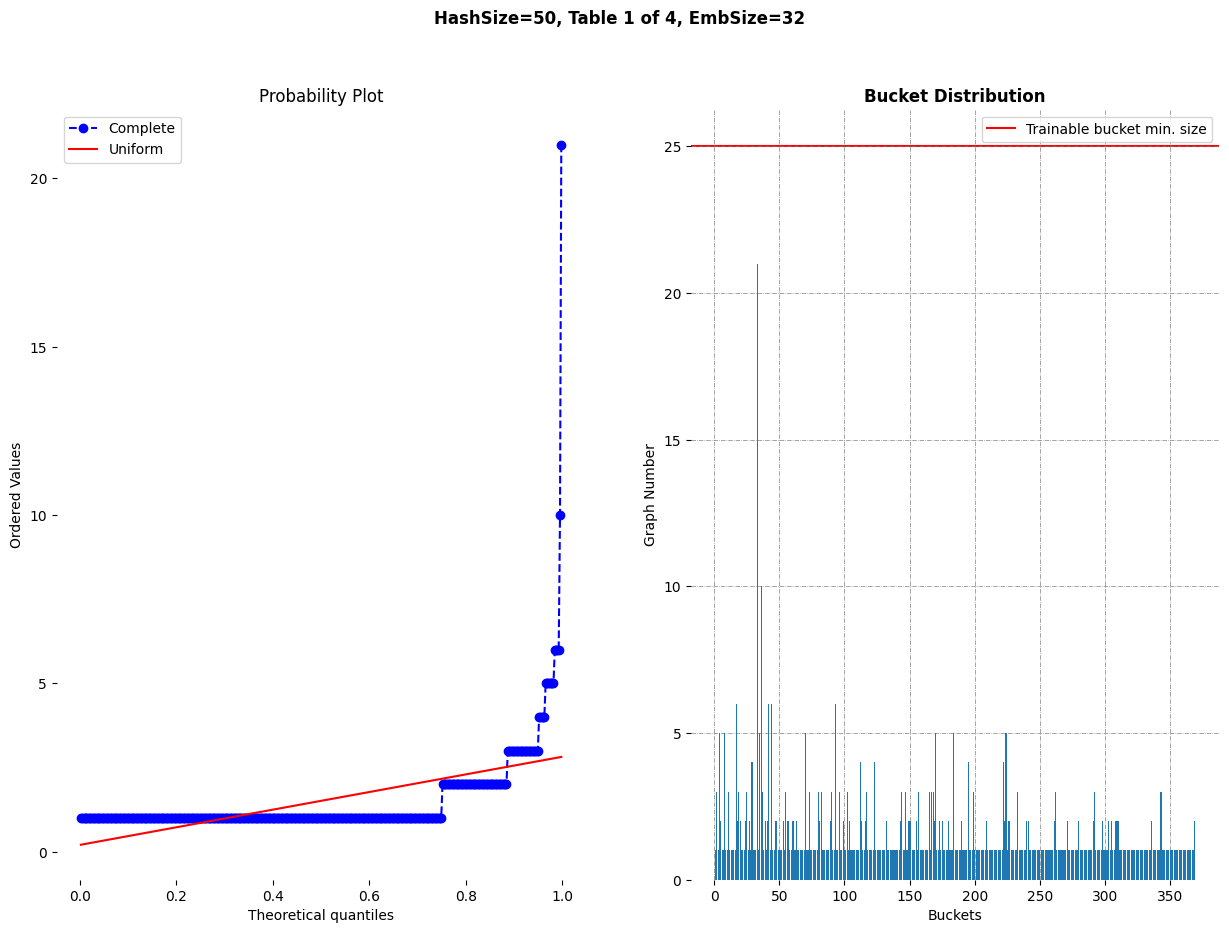 HashSize=50, Table 1 of 4, EmbSize=32
Probability Plot
Complete
Uniform
20
15
10
5
0
Ordered Values
0.0 0.2 0.4 0.6 0.8 1.0
Theoretical quantiles
Bucket Distribution
Trainable bucket min. size
25
20
15
10
5
0
Graph Number
0 50 100 150 200 250 300 350
Buckets